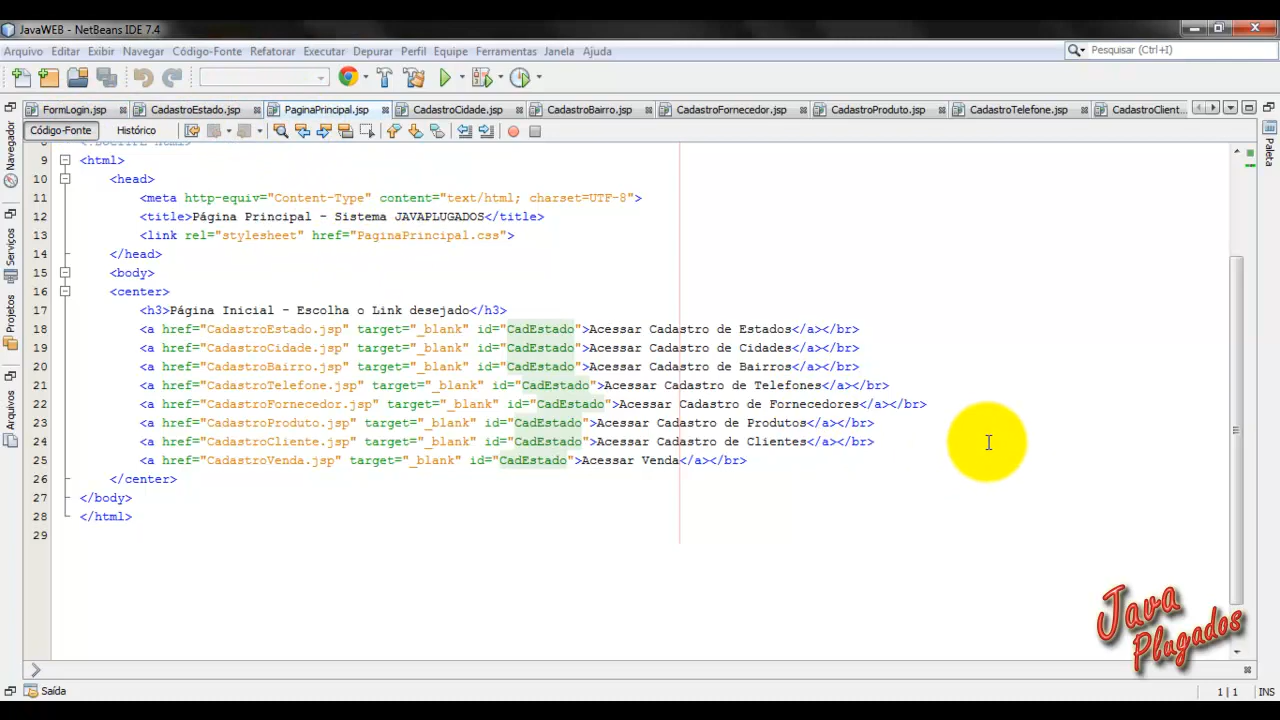 JavaWEB - NetBeans IDE 7.4
Arquivo Editar Exibir Navegar Código-Fonte Refatorar Executar Depurar Perfil Equipe Ferramentas Janela Ajuda
Pesquisar (Ctrl+I)
FormLogin.jsp CadastroEstado.jsp PaginaPrincipal.jsp CadastroCidade.jsp CadastroBairro.jsp CadastroFornecedor.jsp CadastroProduto.jsp CadastroTelefone.jsp CadastroClient...
Código-Fonte Histórico
Navegador
Serviços
Projetos
Arquivos
Paleta
8 <!DOCTYPE html>
9 <html>
10 <head>
11 <meta http-equiv="Content-Type" content="text/html; charset=UTF-8">
12 <title>Página Principal - Sistema JAVAPLUGADOS</title>
13 <link rel="stylesheet" href="PaginaPrincipal.css">
14 </head>
15 <body>
16 <center>
17 <h3>Página Inicial - Escolha o Link desejado</h3>
18 <a href="CadastroEstado.jsp" target="_blank" id="CadEstado">Acessar Cadastro de Estados</a></br>
19 <a href="CadastroCidade.jsp" target="_blank" id="CadEstado">Acessar Cadastro de Cidades</a></br>
20 <a href="CadastroBairro.jsp" target="_blank" id="CadEstado">Acessar Cadastro de Bairros</a></br>
21 <a href="CadastroTelefone.jsp" target="_blank" id="CadEstado">Acessar Cadastro de Telefones</a></br>
22 <a href="CadastroFornecedor.jsp" target="_blank" id="CadEstado">Acessar Cadastro de Fornecedores</a></br>
23 <a href="CadastroProduto.jsp" target="_blank" id="CadEstado">Acessar Cadastro de Produtos</a></br>
24 <a href="CadastroCliente.jsp" target="_blank" id="CadEstado">Acessar Cadastro de Clientes</a></br>
25 <a href="CadastroVenda.jsp" target="_blank" id="CadEstado">Acessar Venda</a></br>
26 </center>
27 </body>
28 </html>
29
Java
Plugados
Saída
1 | 1 INS